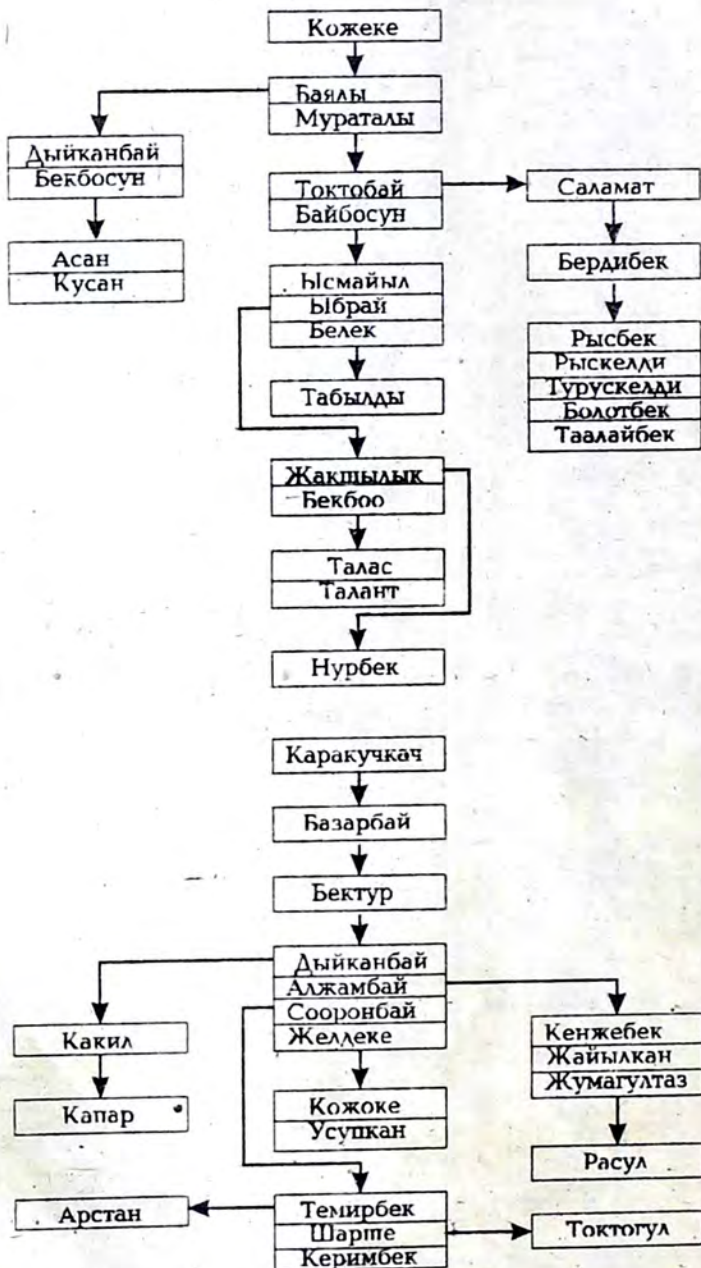 Кожеке
Баялы
Мураталы
Дыйканбай
Бекбосун
Токтобай
Байбосун
Саламат
Асан
Кусан
Бердибек
Ысмайыл
Ыбрай
Белек
Рысбек
Рыскелди
Турускелди
Болотбек
Таалайбек
Табылды
Жакшылык
Бекбоо
Талас
Талант
Нурбек
Каракучкач
Базарбай
Бектур
Дыйканбай
Алжамбай
Сооронбай
Желдеке
Какил
Кенжебек
Жайылкан
Жумагултаз
Капар
Кожоке
Усупкан
Расул
Арстан
Темирбек
Шарше
Керимбек
Токтогул